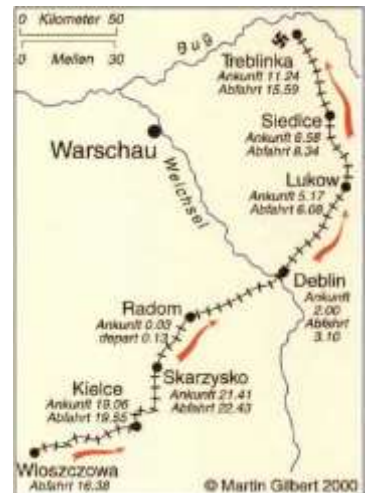 0 Kilometer 50
0 Meilen 30
Bug
Treblinka
Ankunft 11.24
Abfahrt 15.59
Siedlce
Ankunft 6.58
Abfahrt 8.34
Warschau
Weichsel
Lukow
Ankunft 5.17
Abfahrt 6.08
Deblin
Ankunft
2.00
Abfahrt
3.10
Radom
Ankunft 0.03
depart 0.13
Skarzysko
Ankunft 21.41
Abfahrt 22.43
Kielce
Ankunft 19.06
Abfahrt 19.55
Wloszczowa
Abfahrt 16.38
© Martin Gilbert 2000